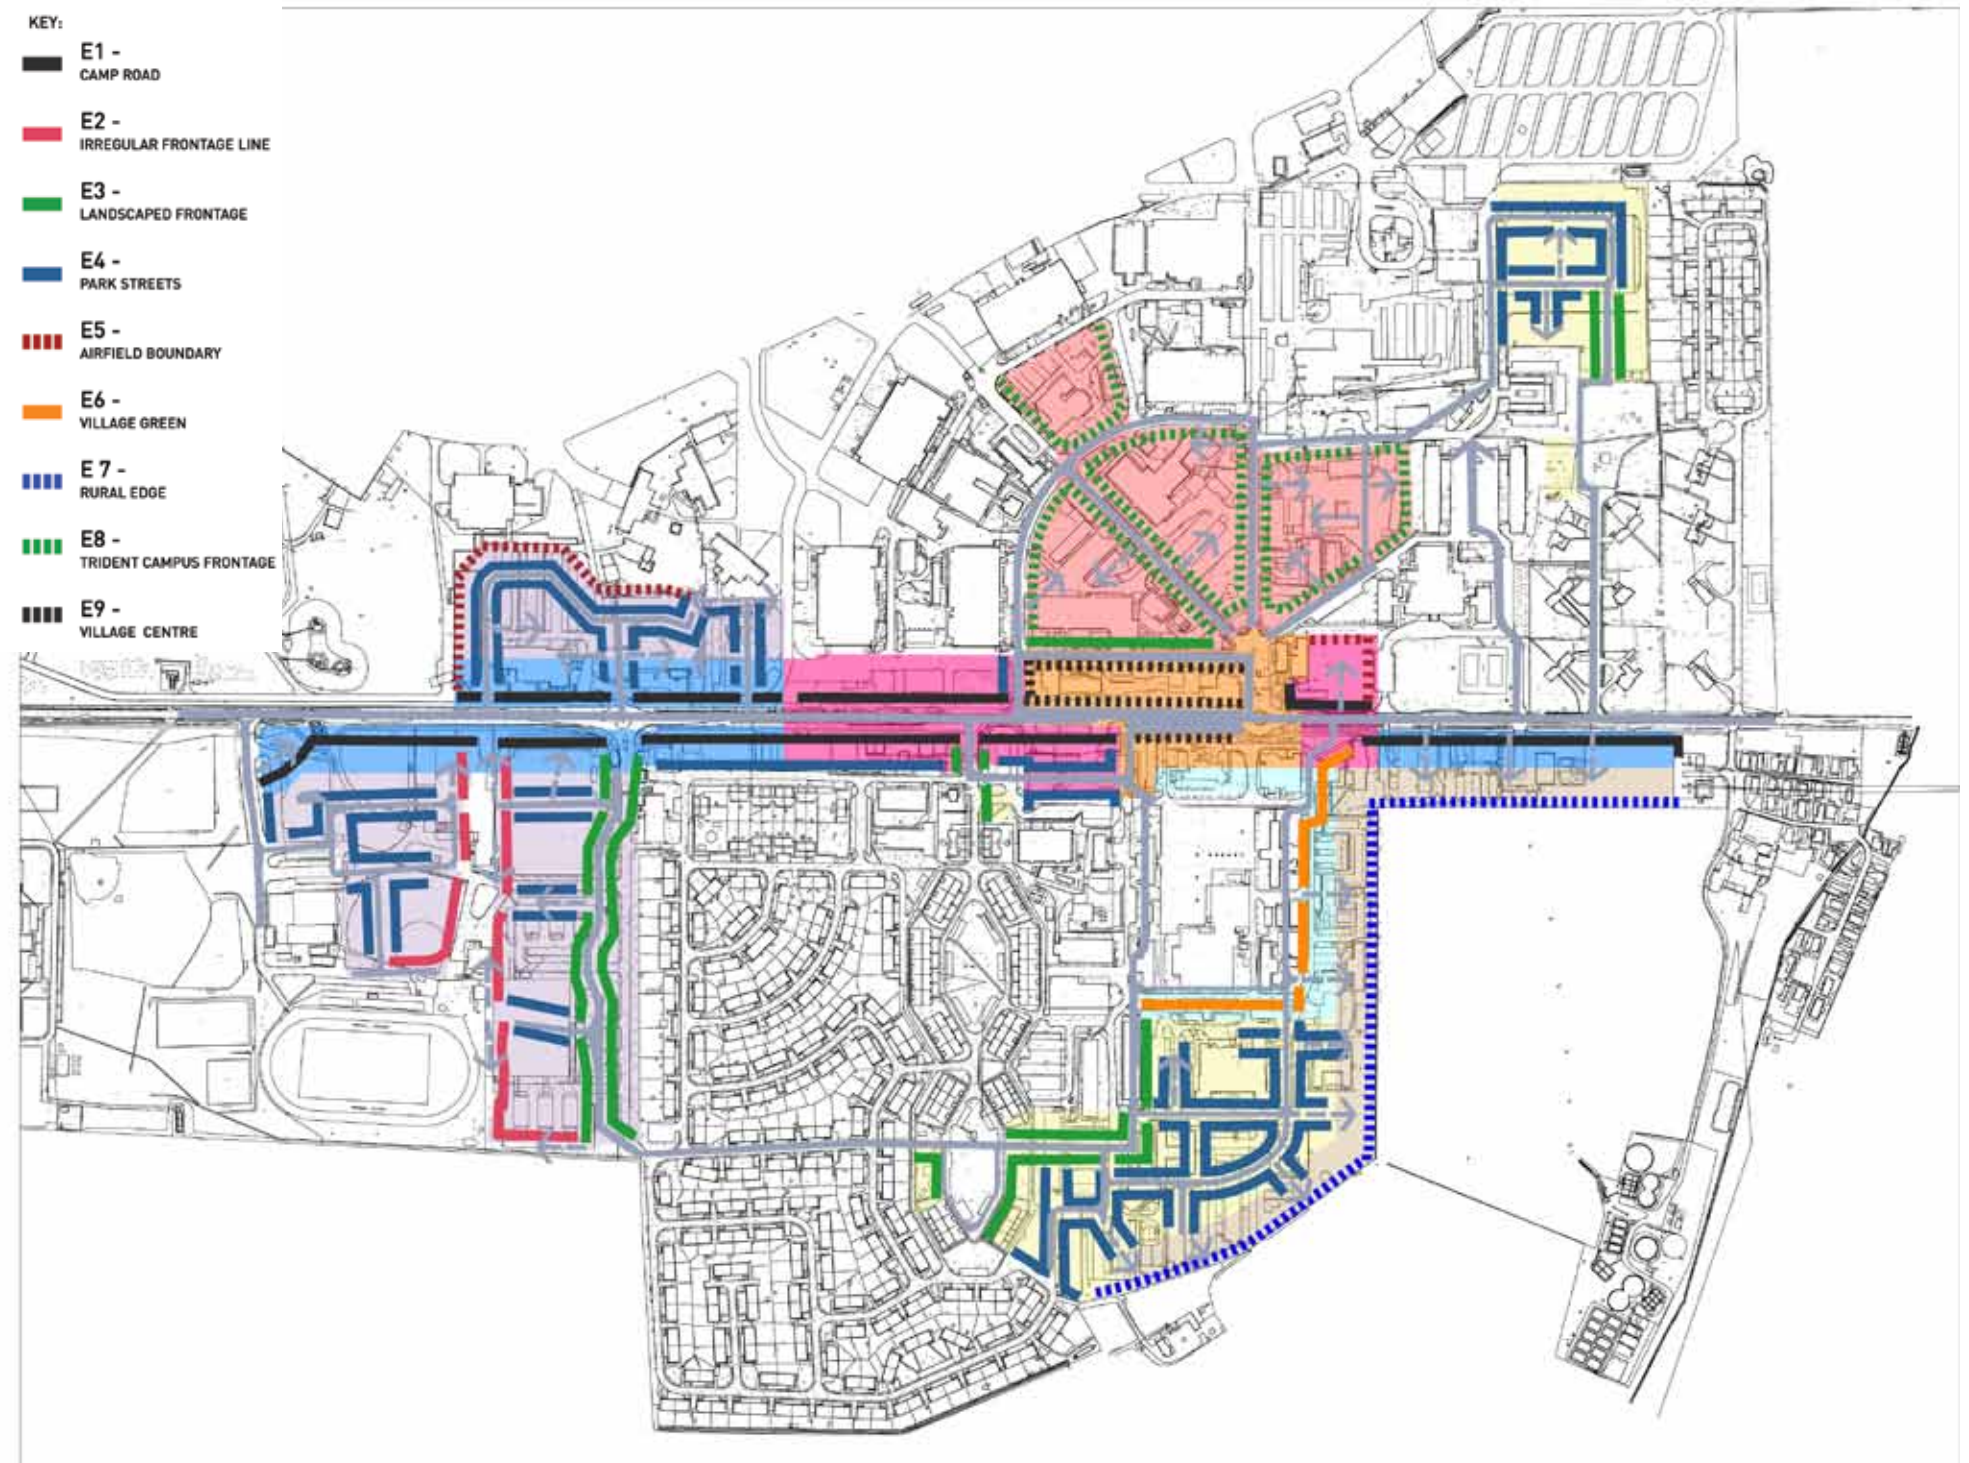 KEY:
E1 -
CAMP ROAD
E2 -
IRREGULAR FRONTAGE LINE
E3 -
LANDSCAPED FRONTAGE
E4 -
PARK STREETS
E5 -
AIRFIELD BOUNDARY
E6 -
VILLAGE GREEN
E 7 -
RURAL EDGE
E8 -
TRIDENT CAMPUS FRONTAGE
E9 -
VILLAGE CENTRE